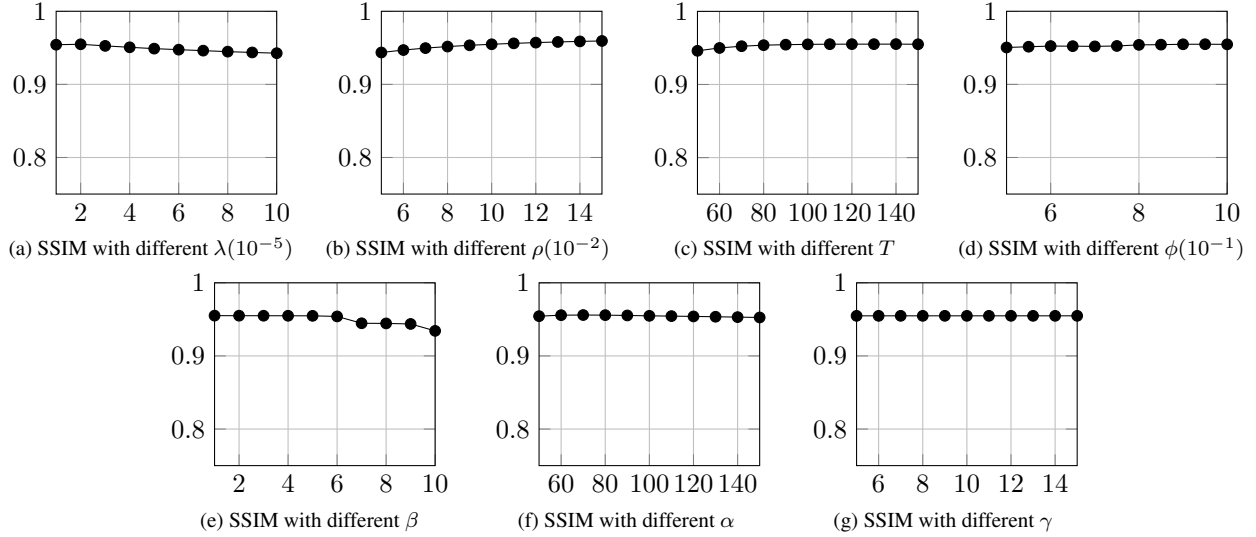 1
0.9
0.8
2 4 6 8 10
(a) SSIM with different λ(10⁻⁵)
1
0.9
0.8
6 8 10 12 14
(b) SSIM with different ρ(10⁻²)
1
0.9
0.8
60 80 100 120 140
(c) SSIM with different T
1
0.9
0.8
6 8 10
(d) SSIM with different ϕ(10⁻¹)
1
0.9
0.8
2 4 6 8 10
(e) SSIM with different β
1
0.9
0.8
60 80 100 120 140
(f) SSIM with different α
1
0.9
0.8
6 8 10 12 14
(g) SSIM with different γ